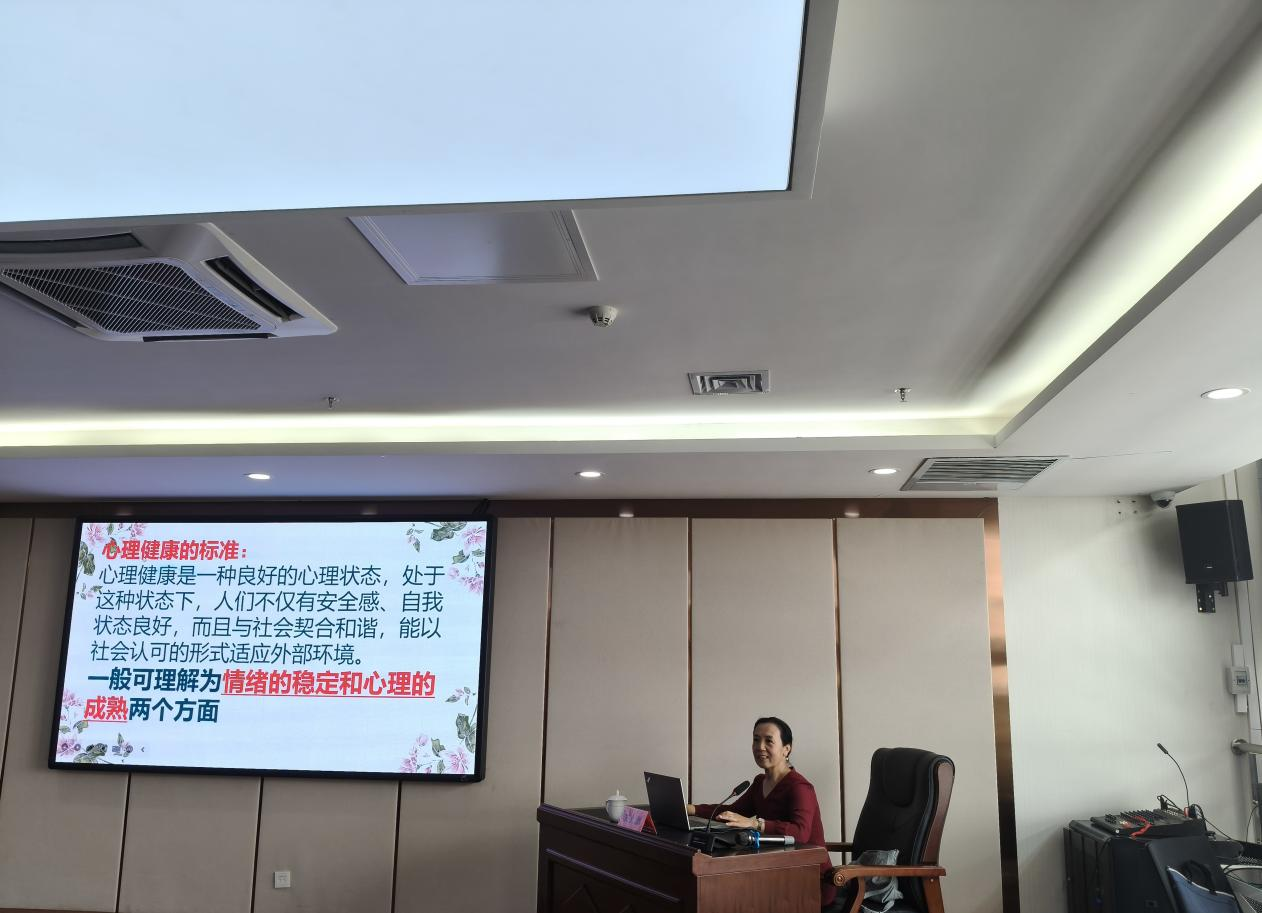 心理健康的标准：
心理健康是一种良好的心理状态，处于
这种状态下，人们不仅有安全感、自我
状态良好，而且与社会契合和谐，能以
社会认可的形式适应外部环境。
一般可理解为情绪的稳定和心理的
成熟两个方面